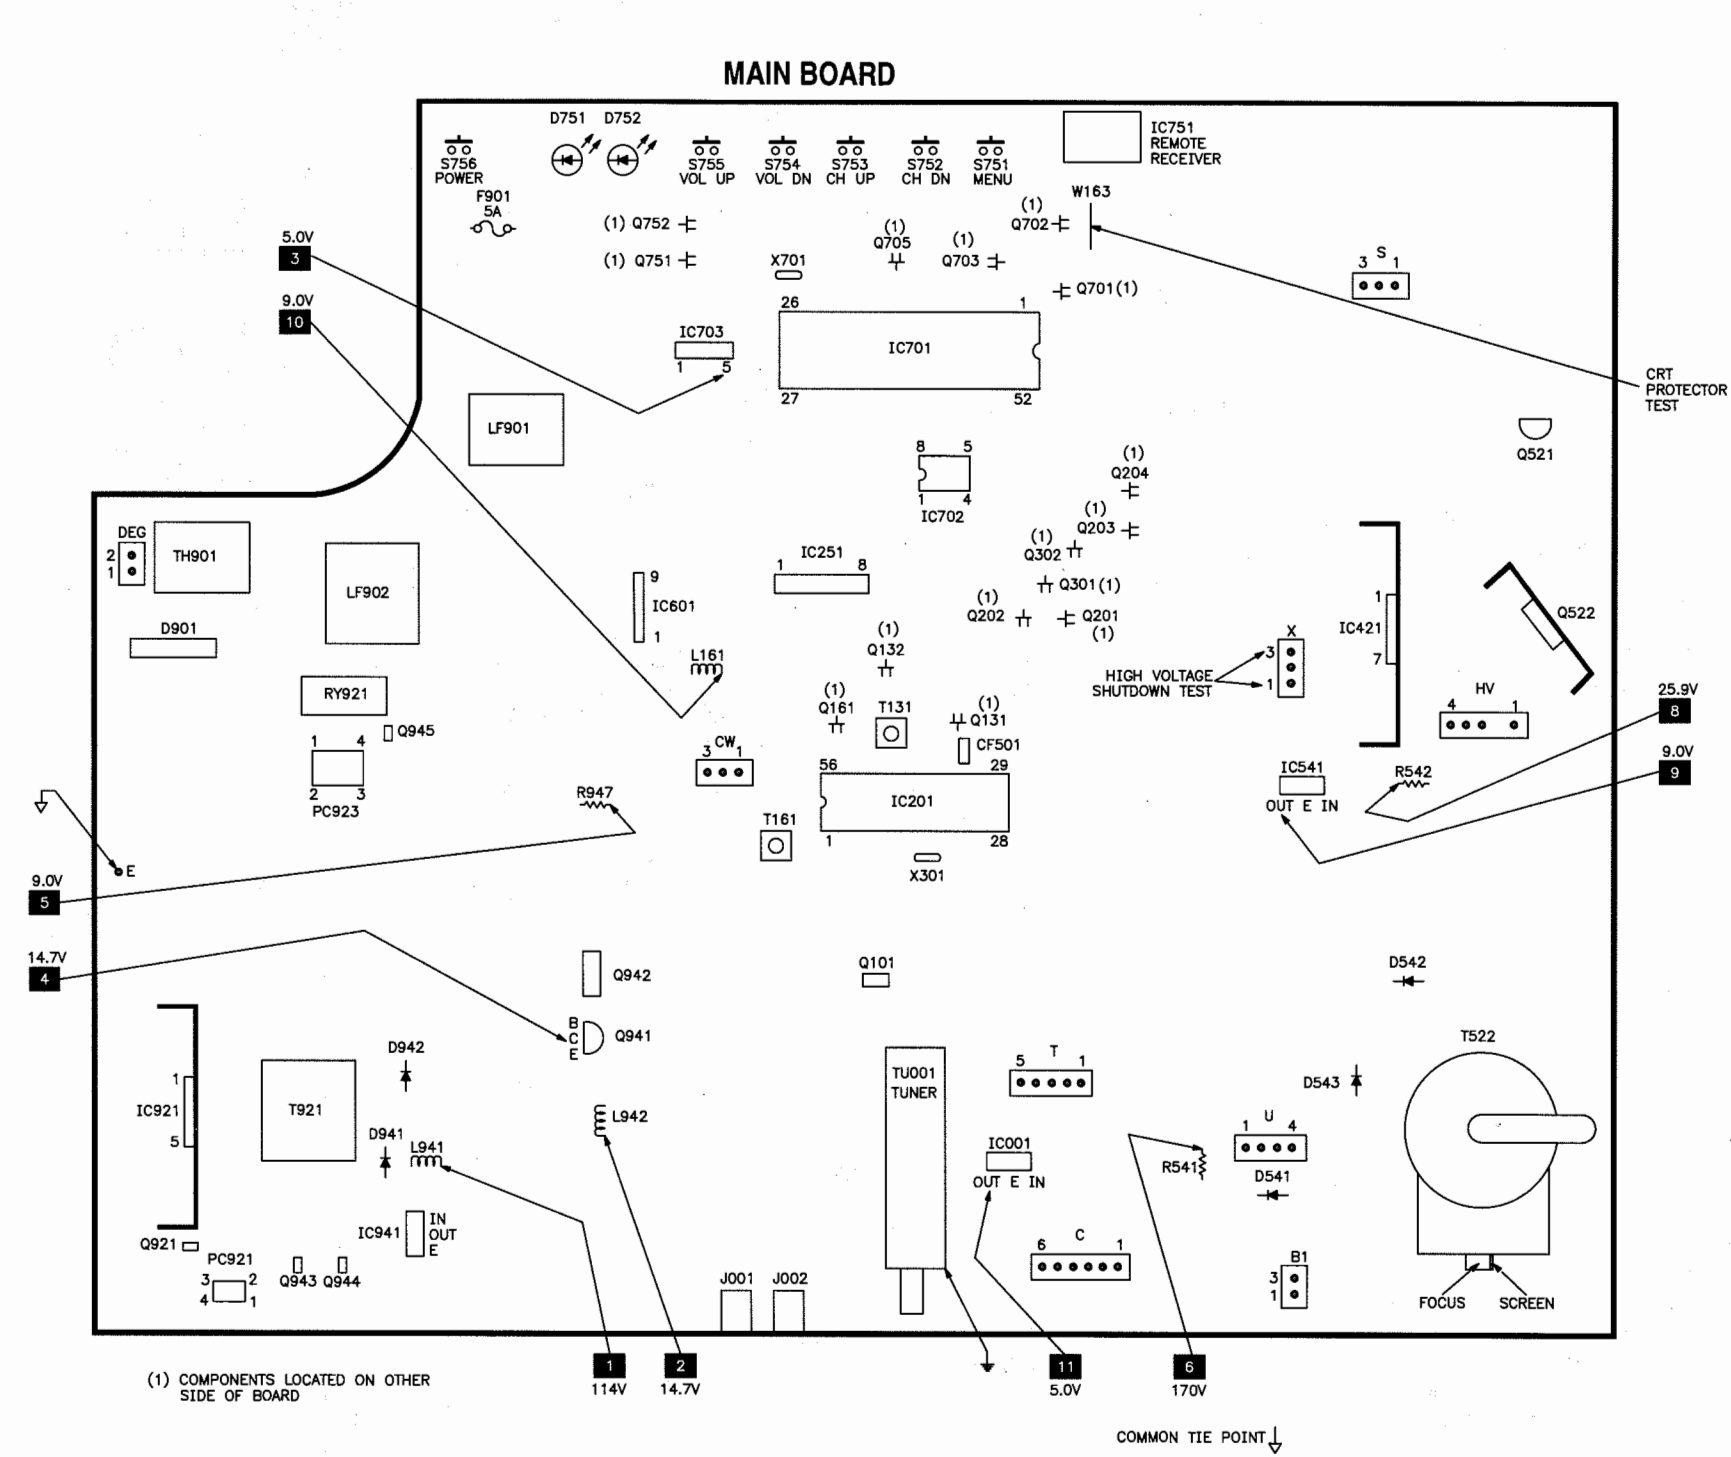 MAIN BOARD
D751 D752
S756
POWER
S755
VOL UP
S754
VOL DN
S753
CH UP
S752
CH DN
S751
MENU
IC751
REMOTE
RECEIVER
F901
5A
W163
(1) Q752
(1) Q751
(1)
Q705
(1)
Q703
(1)
Q702
Q701(1)
S
3 1
5.0V
3
9.0V
10
X701
26 1
IC701
27 52
IC703
1 5
CRT
PROTECTOR
TEST
LF901
Q521
8 5
1 4
IC702
(1)
Q204
(1)
Q203
(1)
Q302
Q301(1)
(1)
Q202
Q201
(1)
DEG
2
1
TH901
LF902
D901
IC251
1 8
9
IC601
1
L161
(1)
Q132
X
3
1
HIGH VOLTAGE
SHUTDOWN TEST
1
IC421
7
Q522
HV
4 1
25.9V
8
9.0V
9
RY921
Q945
1 4
2 3
PC923
(1)
Q161
T131
(1)
Q131
CF501
CW
3 1
56 29
IC201
1 28
R947
T161
X301
IC541
OUT E IN
R542
E
9.0V
5
14.7V
4
Q942
Q101
D542
B
C
E
Q941
D942
1
IC921
5
T921
D941
L941
L942
TU001
TUNER
T
5 1
T522
D543
U
1 4
IC001
OUT E IN
R541
D541
IC941
IN
OUT
E
Q921
PC921
3 2
4 1
Q943
Q944
J001
J002
C
6 1
B1
3
1
FOCUS
SCREEN
(1) COMPONENTS LOCATED ON OTHER
SIDE OF BOARD
1
114V
2
14.7V
11
5.0V
6
170V
COMMON TIE POINT